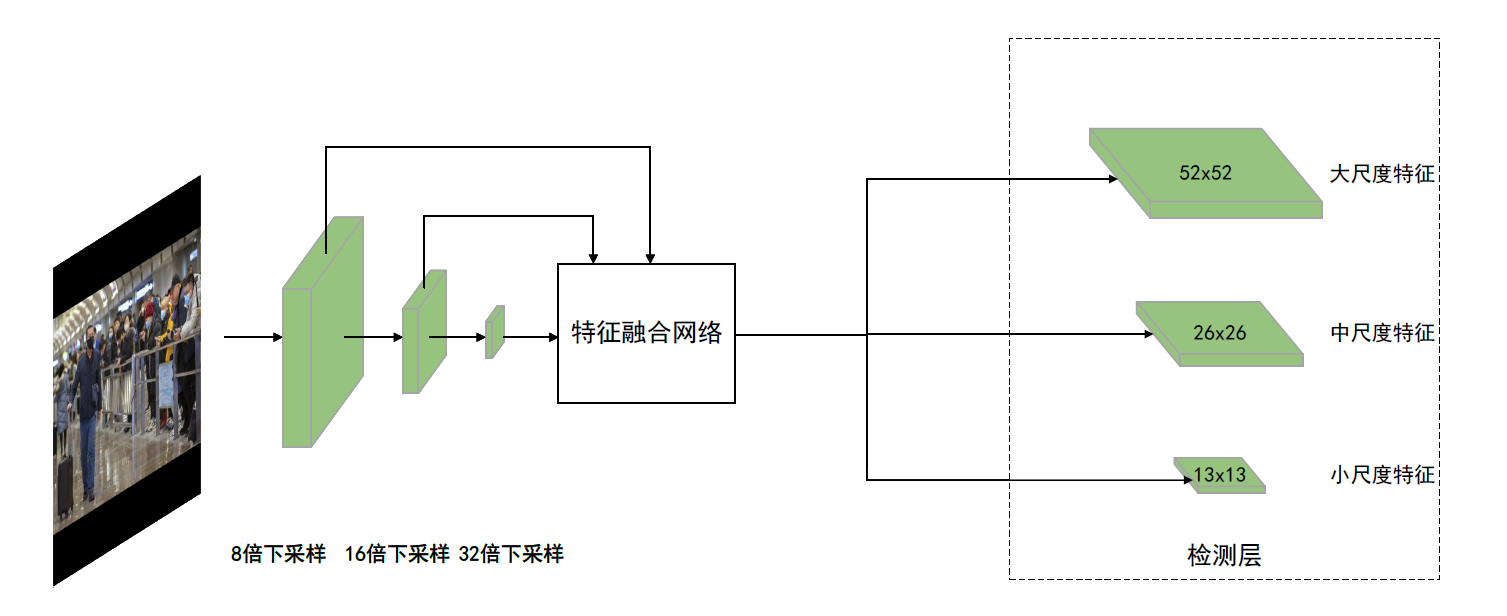 52x52
大尺度特征
特征融合网络
26x26
中尺度特征
13x13
小尺度特征
8倍下采样
16倍下采样
32倍下采样
检测层